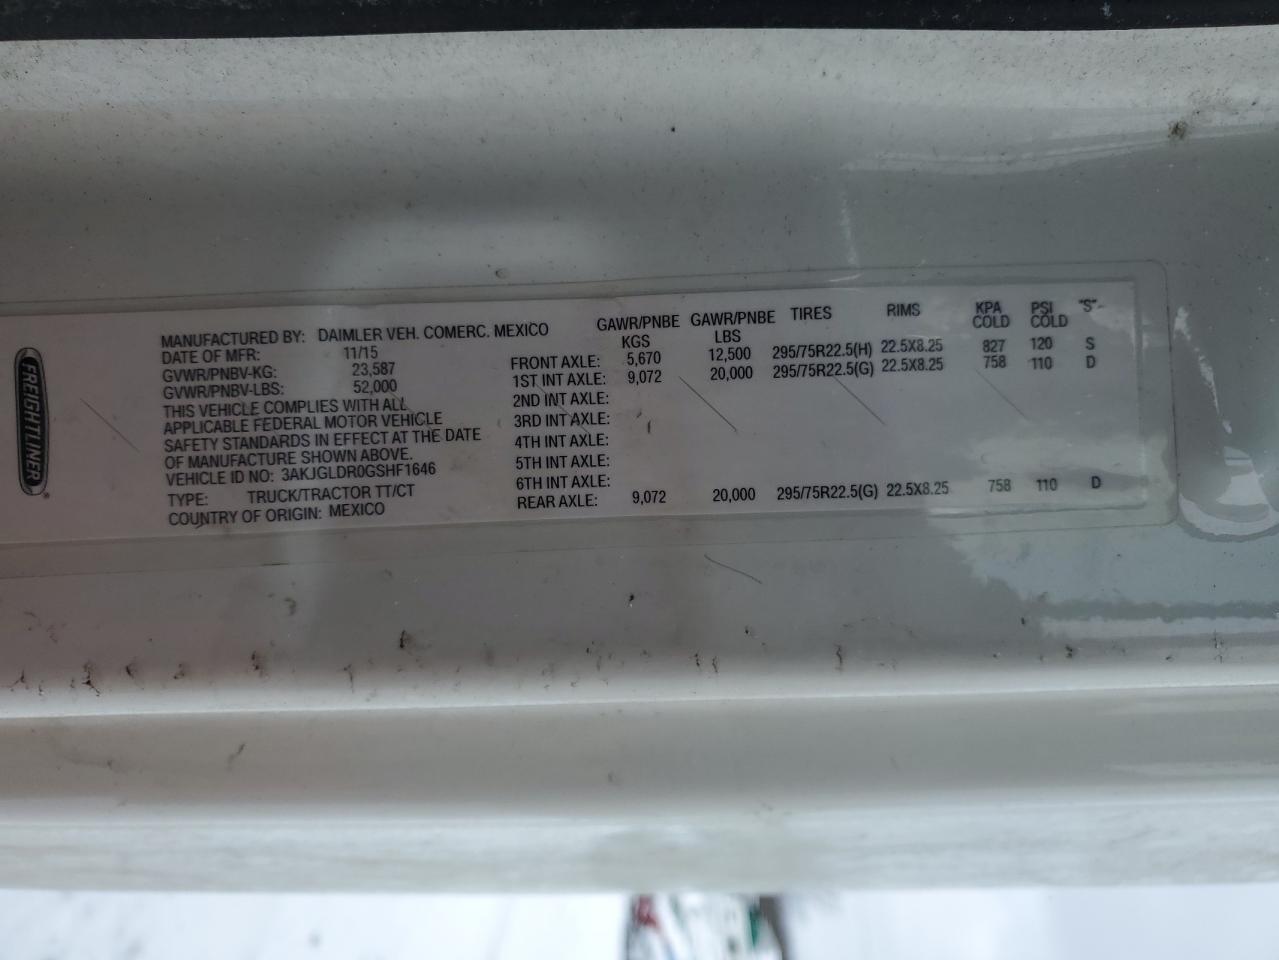 FREIGHTLINER
MANUFACTURED BY: DAIMLER VEH. COMERC. MEXICO
DATE OF MFR: 11/15
GVWR/PNBV-KG: 23,587
GVWR/PNBV-LBS: 52,000
THIS VEHICLE COMPLIES WITH ALL
APPLICABLE FEDERAL MOTOR VEHICLE
SAFETY STANDARDS IN EFFECT AT THE DATE
OF MANUFACTURE SHOWN ABOVE.
VEHICLE ID NO: 3AKJGLDR0GSHF1646
TYPE: TRUCK/TRACTOR TT/CT
COUNTRY OF ORIGIN: MEXICO
GAWR/PNBE GAWR/PNBE TIRES RIMS KPA PSI "S"
KGS LBS COLD COLD
FRONT AXLE: 5,670 12,500 295/75R22.5(H) 22.5X8.25 827 120 S
1ST INT AXLE: 9,072 20,000 295/75R22.5(G) 22.5X8.25 758 110 D
2ND INT AXLE:
3RD INT AXLE:
4TH INT AXLE:
5TH INT AXLE:
6TH INT AXLE:
REAR AXLE: 9,072 20,000 295/75R22.5(G) 22.5X8.25 758 110 D